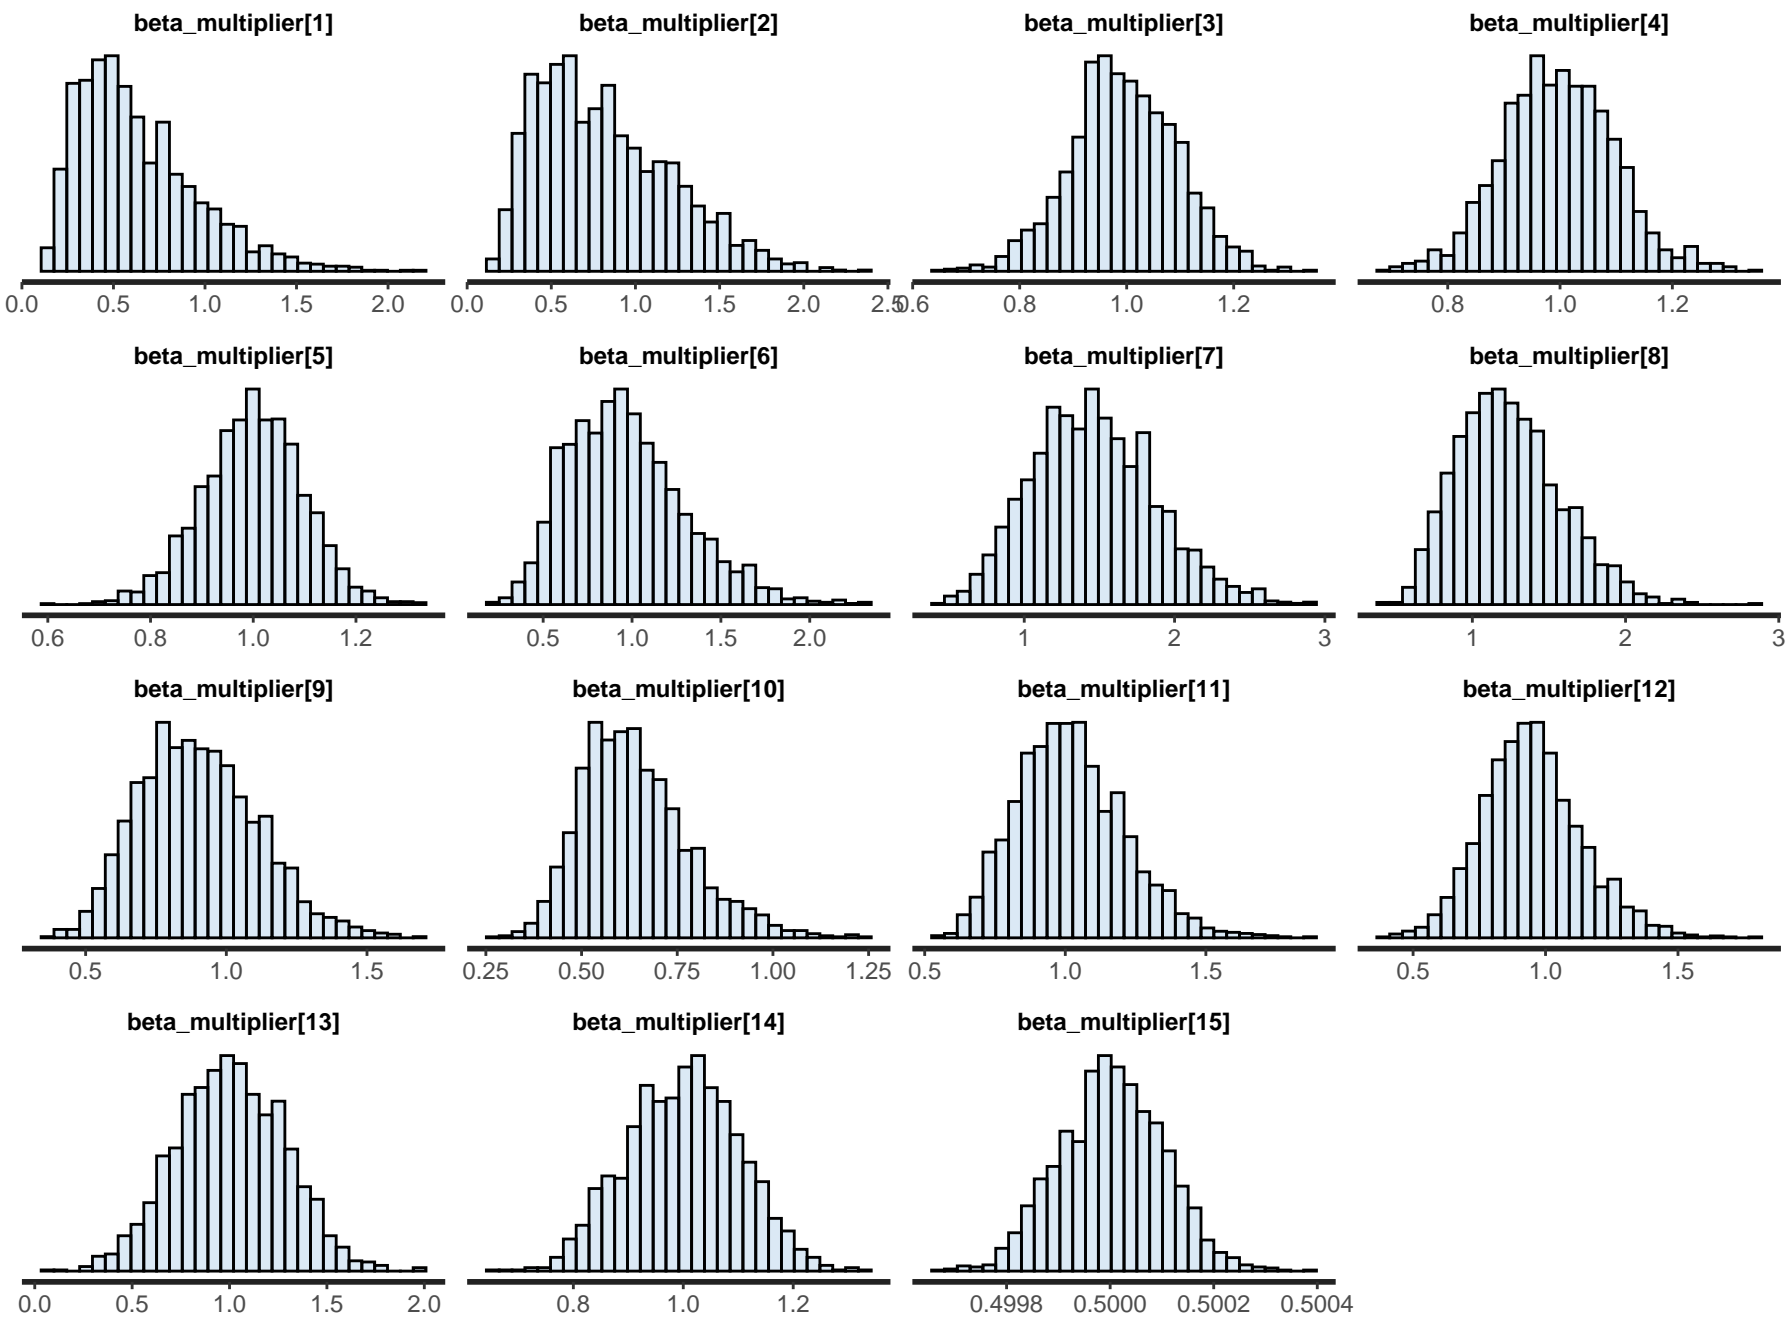 beta_multiplier[1] beta_multiplier[2] beta_multiplier[3] beta_multiplier[4]
0.0 0.5 1.0 1.5 2.0 0.0 0.5 1.0 1.5 2.0 2.5 0.6 0.8 1.0 1.2 0.8 1.0 1.2
beta_multiplier[5] beta_multiplier[6] beta_multiplier[7] beta_multiplier[8]
0.6 0.8 1.0 1.2 0.5 1.0 1.5 2.0 1 2 3 1 2 3
beta_multiplier[9] beta_multiplier[10] beta_multiplier[11] beta_multiplier[12]
0.5 1.0 1.5 0.25 0.50 0.75 1.00 1.25 0.5 1.0 1.5 0.5 1.0 1.5
beta_multiplier[13] beta_multiplier[14] beta_multiplier[15]
0.0 0.5 1.0 1.5 2.0 0.8 1.0 1.2 0.4998 0.5000 0.5002 0.5004